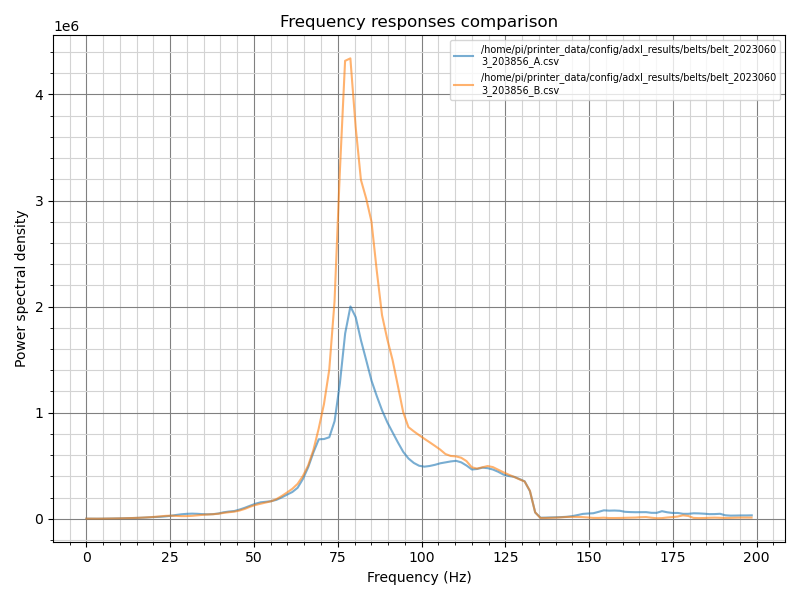 Frequency responses comparison
1e6
/home/pi/printer_data/config/adxl_results/belts/belt_2023060
3_203856_A.csv
/home/pi/printer_data/config/adxl_results/belts/belt_2023060
3_203856_B.csv
4
3
2
1
0
Power spectral density
0 25 50 75 100 125 150 175 200
Frequency (Hz)